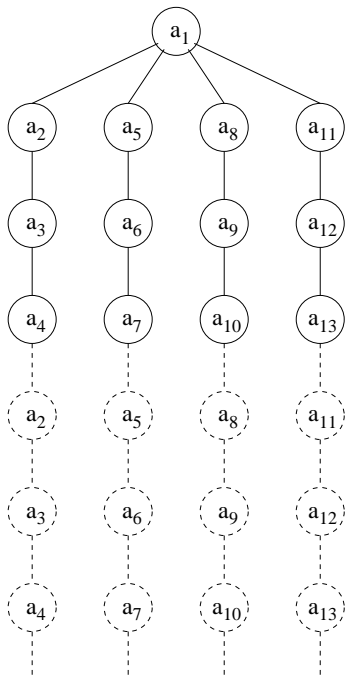 a₁
a₂ a₅ a₈ a₁₁
a₃ a₆ a₉ a₁₂
a₄ a₇ a₁₀ a₁₃
a₂ a₅ a₈ a₁₁
a₃ a₆ a₉ a₁₂
a₄ a₇ a₁₀ a₁₃